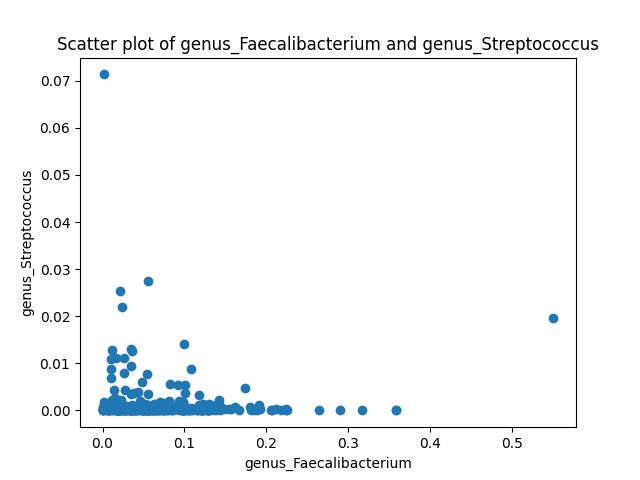 Scatter plot of genus_Faecalibacterium and genus_Streptococcus
0.07
0.06
0.05
0.04
0.03
0.02
0.01
0.00
genus_Streptococcus
0.0 0.1 0.2 0.3 0.4 0.5
genus_Faecalibacterium